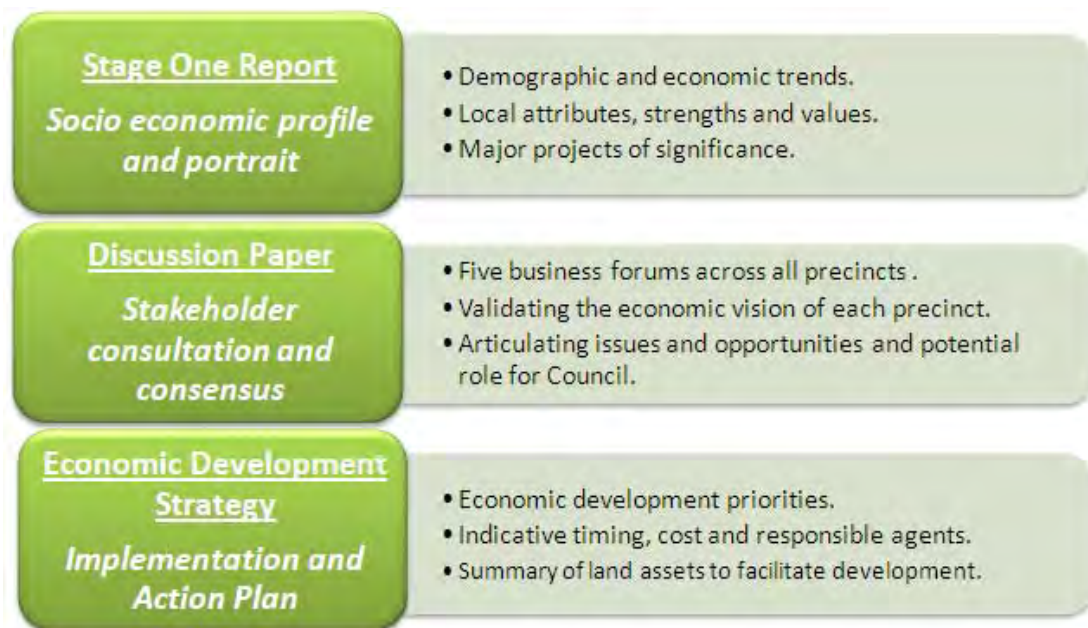 Stage One Report
Socio economic profile
and portrait
• Demographic and economic trends.
• Local attributes, strengths and values.
• Major projects of significance.
Discussion Paper
Stakeholder
consultation and
consensus
• Five business forums across all precincts .
• Validating the economic vision of each precinct.
• Articulating issues and opportunities and potential
role for Council.
Economic Development
Strategy
Implementation and
Action Plan
• Economic development priorities.
• Indicative timing, cost and responsible agents.
• Summary of land assets to facilitate development.